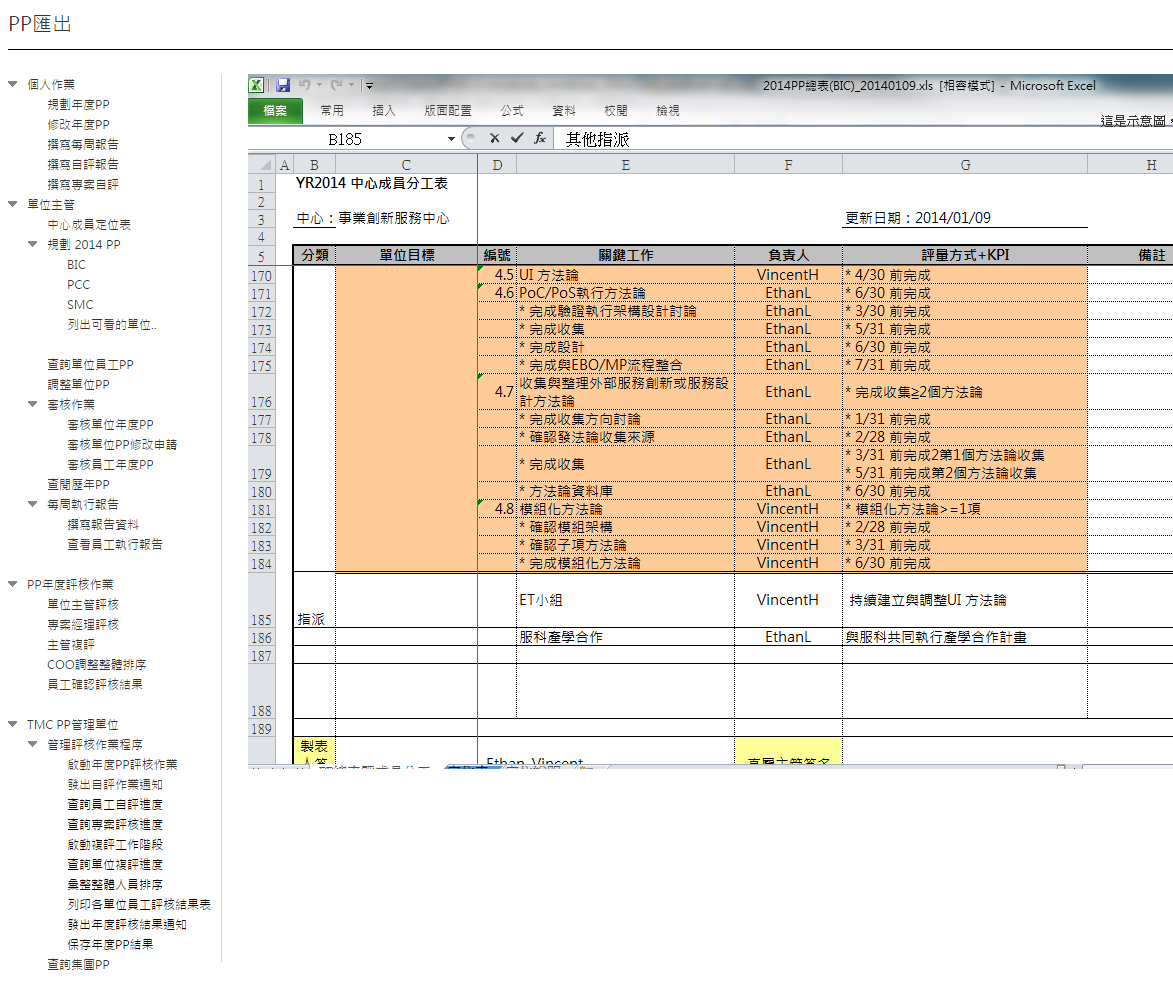 PP匯出
個人作業
規劃年度PP
修改年度PP
撰寫每周報告
撰寫自評報告
撰寫專案自評
單位主管
中心成員定位表
規劃 2014 PP
BIC
PCC
SMC
列出可看的單位..
查詢單位員工PP
調整單位PP
審核作業
審核單位年度PP
審核單位PP修改申請
審核員工年度PP
查閱歷年PP
每周執行報告
撰寫報告資料
查看員工執行報告
PP年度評核作業
單位主管評核
專案經理評核
主管複評
COO調整整體排序
員工確認評核結果
TMC PP管理單位
管理評核作業程序
啟動年度PP評核作業
發出自評作業通知
查詢員工自評進度
查詢專案評核進度
啟動複評工作階段
查詢單位複評進度
彙整整體人員排序
列印各單位員工評核結果表
發出年度評核結果通知
保存年度PP結果
查詢集團PP
2014PP總表(BIC)_20140109.xls [相容模式] - Microsoft Excel
檔案 常用 插入 版面配置 公式 資料 校閱 檢視
這是示意圖，
B185 fx 其他指派
A B C D E F G H
1 YR2014 中心成員分工表
2
3 中心：事業創新服務中心 更新日期：2014/01/09
4
5 分類 單位目標 編號 關鍵工作 負責人 評量方式+KPI 備註
170 4.5 UI 方法論 VincentH * 4/30 前完成
171 4.6 PoC/PoS執行方法論 EthanL * 6/30 前完成
172 * 完成驗證執行架構設計討論 EthanL * 3/30 前完成
173 * 完成收集 EthanL * 5/31 前完成
174 * 完成設計 EthanL * 6/30 前完成
175 * 完成與EBO/MP流程整合 EthanL * 7/31 前完成
176 4.7 收集與整理外部服務創新或服務設
計方法論 EthanL * 完成收集≧2個方法論
177 * 完成收集方向討論 EthanL * 1/31 前完成
178 * 確認發法論收集來源 EthanL * 2/28 前完成
179 * 完成收集 EthanL * 3/31 前完成2第1個方法論收集
* 5/31 前完成第2個方法論收集
180 * 方法論資料庫 EthanL * 6/30 前完成
181 4.8 模組化方法論 VincentH * 模組化方法論>=1項
182 * 確認模組架構 VincentH * 2/28 前完成
183 * 確認子項方法論 VincentH * 3/31 前完成
184 * 完成模組化方法論 VincentH * 6/30 前完成
185 指派 ET小組 VincentH 持續建立與調整UI 方法論
186 服科產學合作 EthanL 與服科共同執行產學合作計畫
187
188
189
製表
人簽 Ethan, Vincent 直屬主管簽名